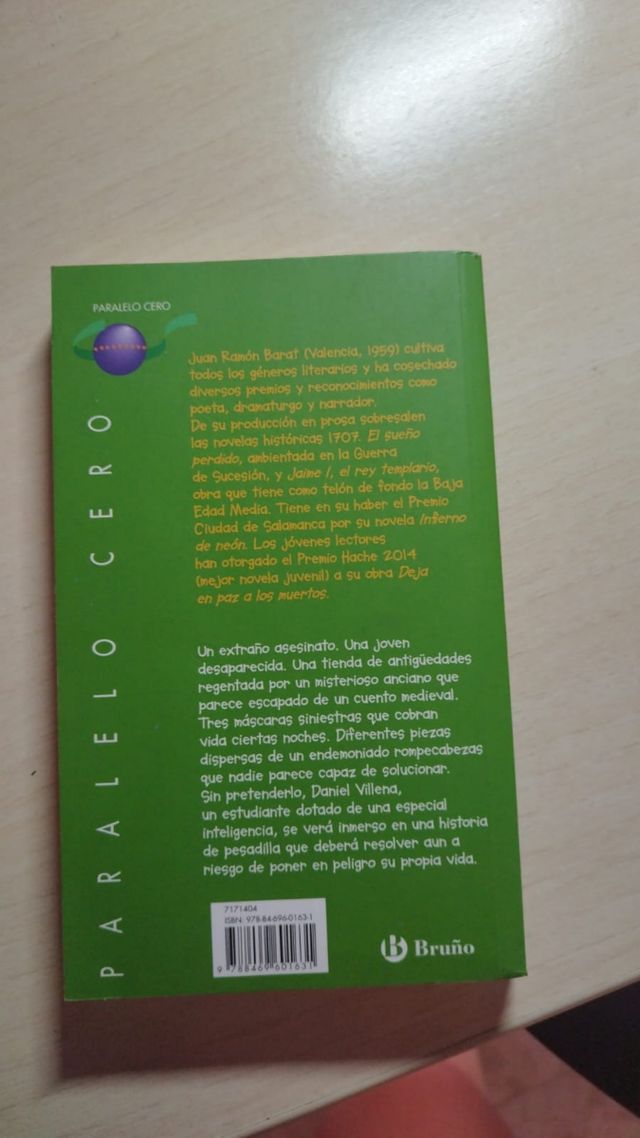 PARALELO CERO
PARALELO CERO
Juan Ramón Barat (Valencia, 1959) cultiva
todos los géneros literarios y ha cosechado
diversos premios y reconocimientos como
poeta, dramaturgo y narrador.
De su producción en prosa sobresalen
las novelas históricas 1707. El sueño
perdido, ambientada en la Guerra
de Sucesión, y Jaime I, el rey templario,
obra que tiene como telón de fondo la Baja
Edad Media. Tiene en su haber el Premio
Ciudad de Salamanca por su novela Infierno
de neón. Los jóvenes lectores
han otorgado el Premio Hache 2014
(mejor novela juvenil) a su obra Deja
en paz a los muertos.
Un extraño asesinato. Una joven
desaparecida. Una tienda de antigüedades
regentada por un misterioso anciano que
parece escapado de un cuento medieval.
Tres máscaras siniestras que cobran
vida ciertas noches. Diferentes piezas
dispersas de un endemoniado rompecabezas
que nadie parece capaz de solucionar.
Sin pretenderlo, Daniel Villena,
un estudiante dotado de una especial
inteligencia, se verá inmerso en una historia
de pesadilla que deberá resolver aun a
riesgo de poner en peligro su propia vida.
7171404
ISBN: 978-84-696-0163-1
9 788469 601631
B Bruño